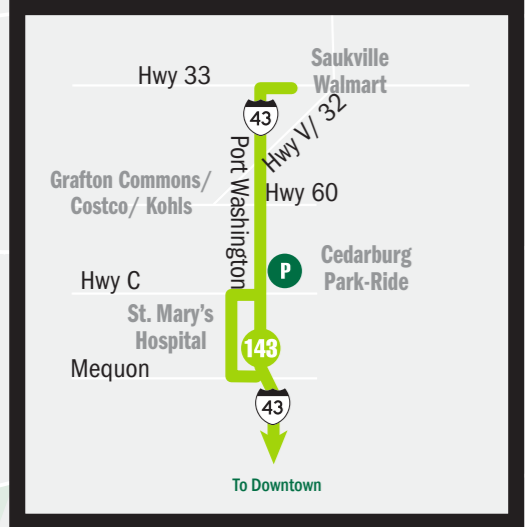 Saukville
Walmart
Hwy 33
43
Hwy V/ 32
Port Washington
Grafton Commons/
Costco/ Kohls
Hwy 60
P
Cedarburg
Park-Ride
Hwy C
St. Mary's
Hospital
143
Mequon
43
To Downtown